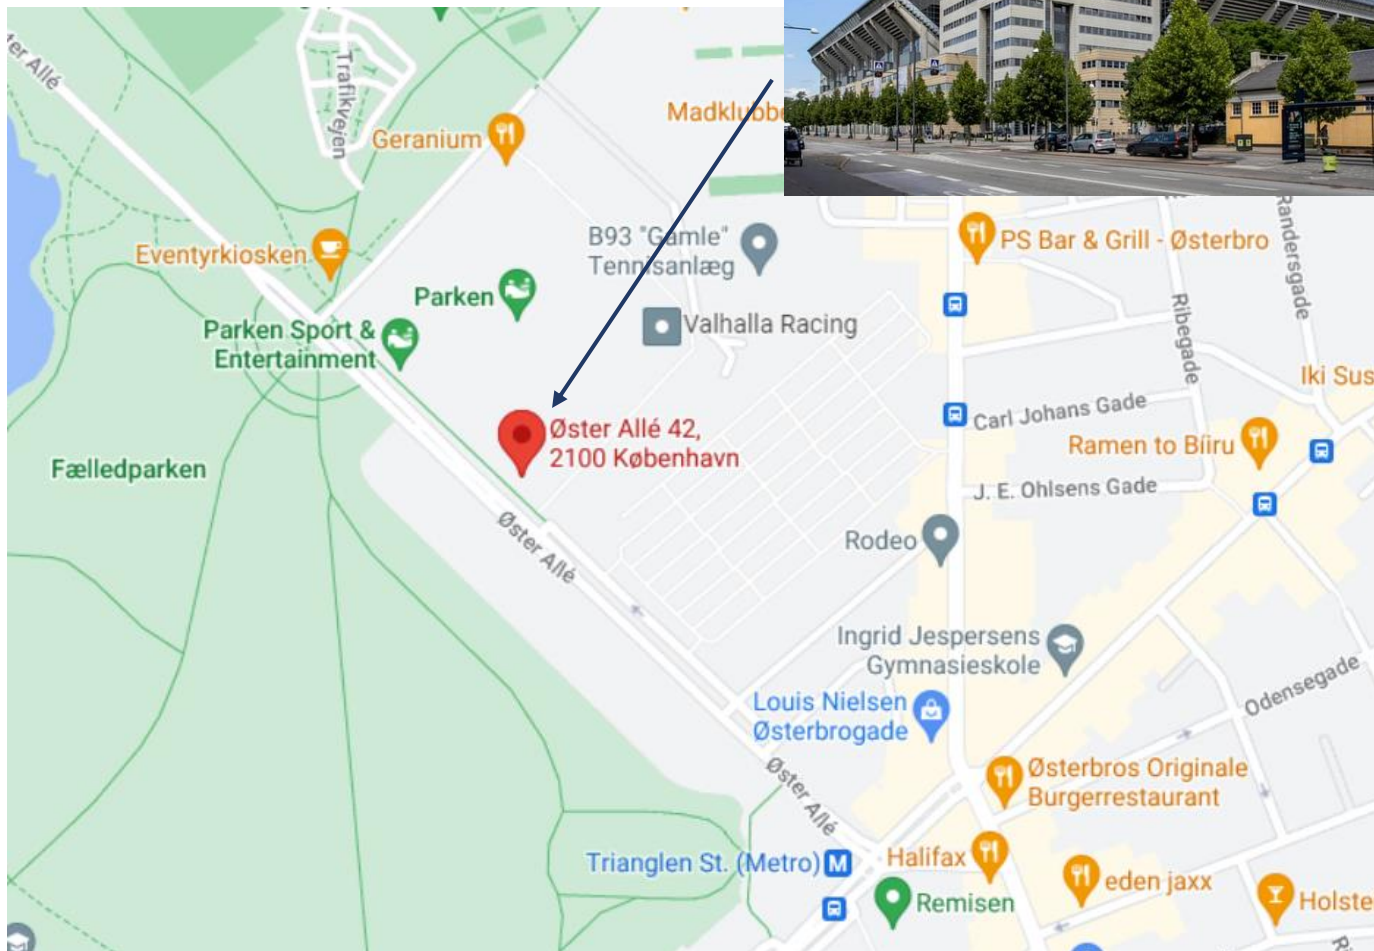 ter Allé
Trafikvejen
Geranium
Madklubbe
Eventyrkiosken
B93 "Gamle"
Tennisanlæg
PS Bar & Grill - Østerbro
Randersgade
Parken
Parken Sport &
Entertainment
Valhalla Racing
Ribegade
Iki Sus
Carl Johans Gade
Øster Allé 42,
2100 København
Ramen to Bíiru
Fælledparken
J. E. Ohlsens Gade
Øster Allé
Rodeo
Ingrid Jespersens
Gymnasieskole
Odensegade
Louis Nielsen
Østerbrogade
Øster Allé
Østerbros Originale
Burgerrestaurant
Trianglen St. (Metro)
M
Halifax
eden jaxx
Remisen
Holste